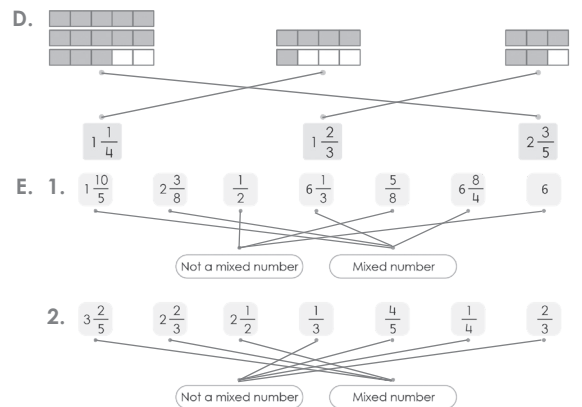 D.
1 1/4 1 2/3 2 3/5
E. 1. 1 10/5 2 3/8 1/2 6 1/3 5/8 6 8/4 6
Not a mixed number Mixed number
2. 3 2/5 2 2/3 2 1/2 1/3 4/5 1/4 2/3
Not a mixed number Mixed number